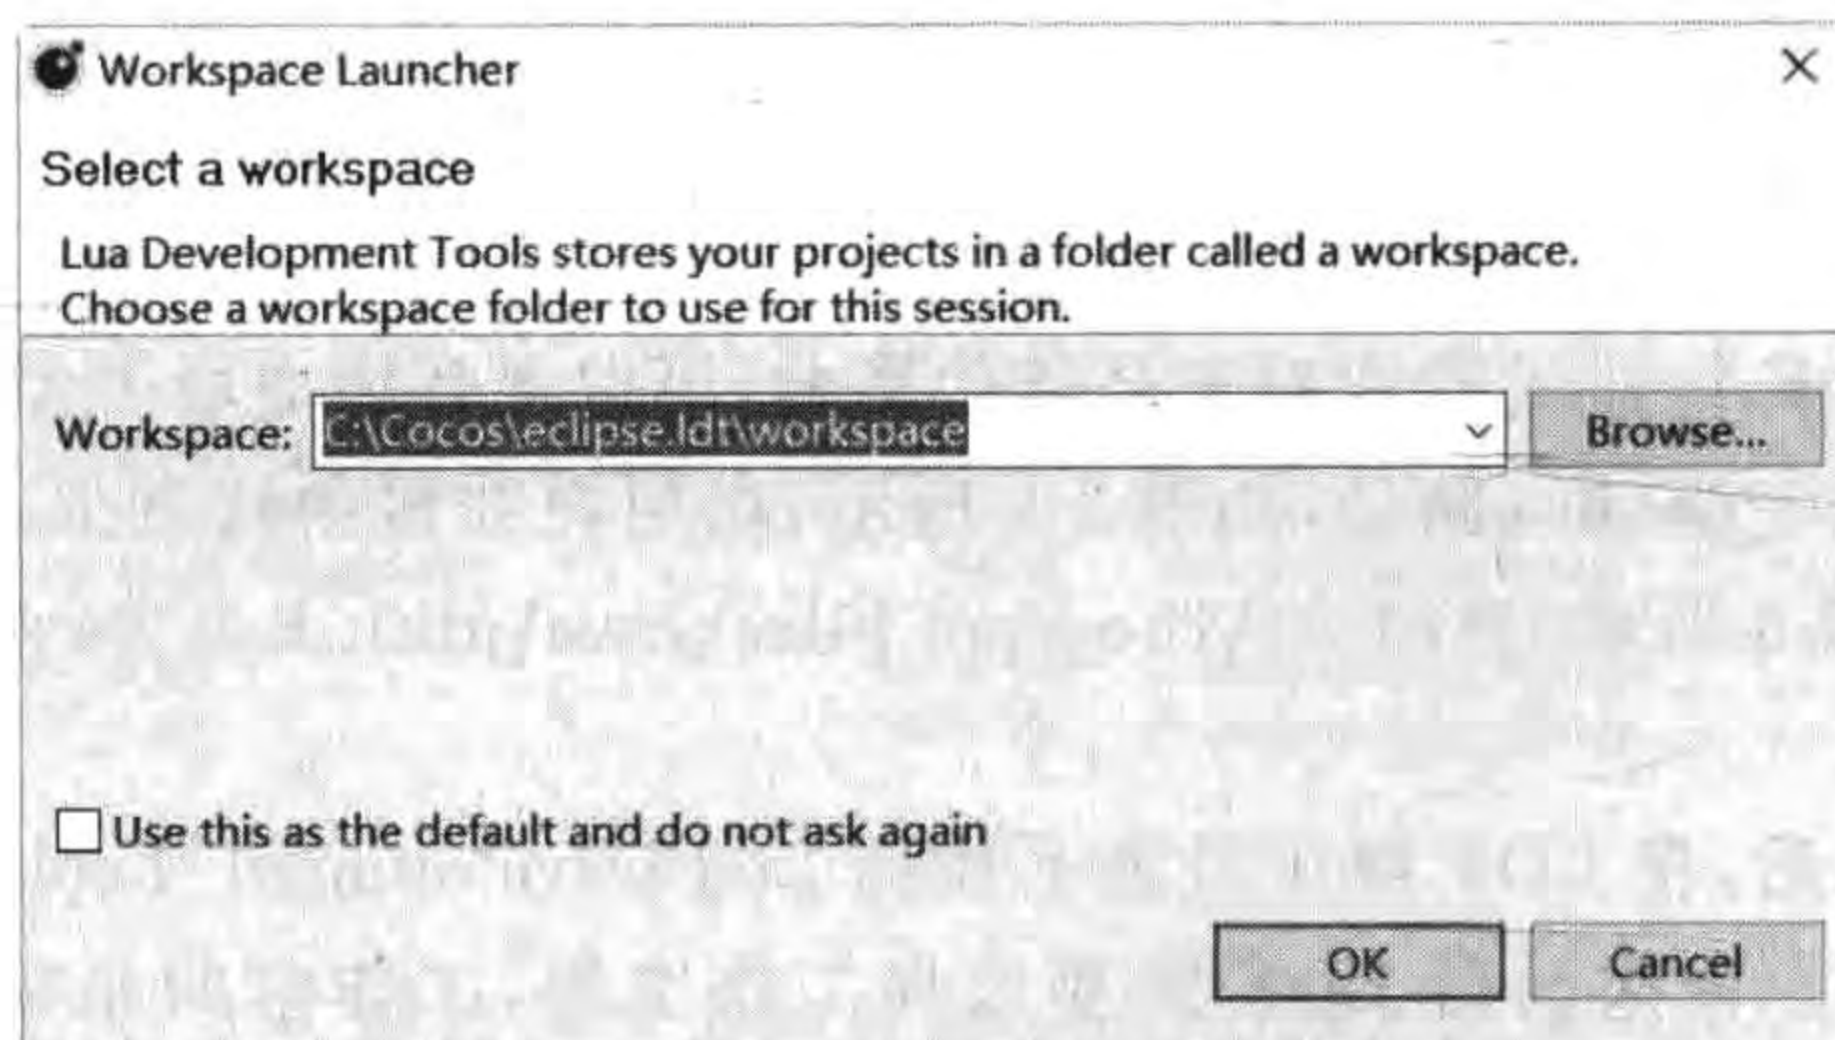 Workspace Launcher
Select a workspace
Lua Development Tools stores your projects in a folder called a workspace.
Choose a workspace folder to use for this session.
Workspace: C:\Cocos\eclipse.ldt\workspace Browse...
Use this as the default and do not ask again
OK Cancel